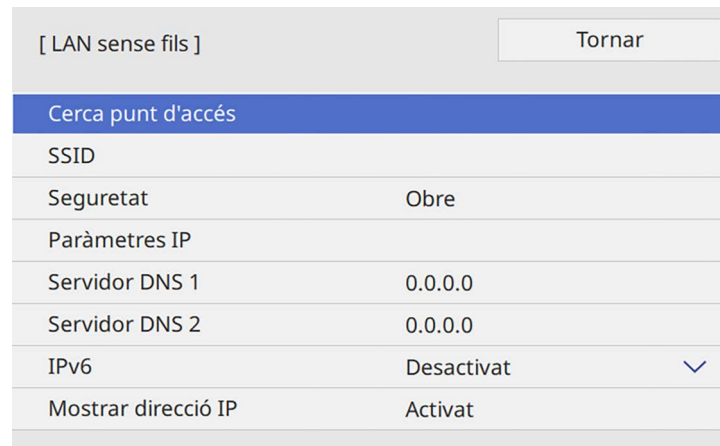 [ LAN sense fils ]
Tornar
Cerca punt d'accés
SSID
Seguretat Obre
Paràmetres IP
Servidor DNS 1 0.0.0.0
Servidor DNS 2 0.0.0.0
IPv6 Desactivat
Mostrar direcció IP Activat